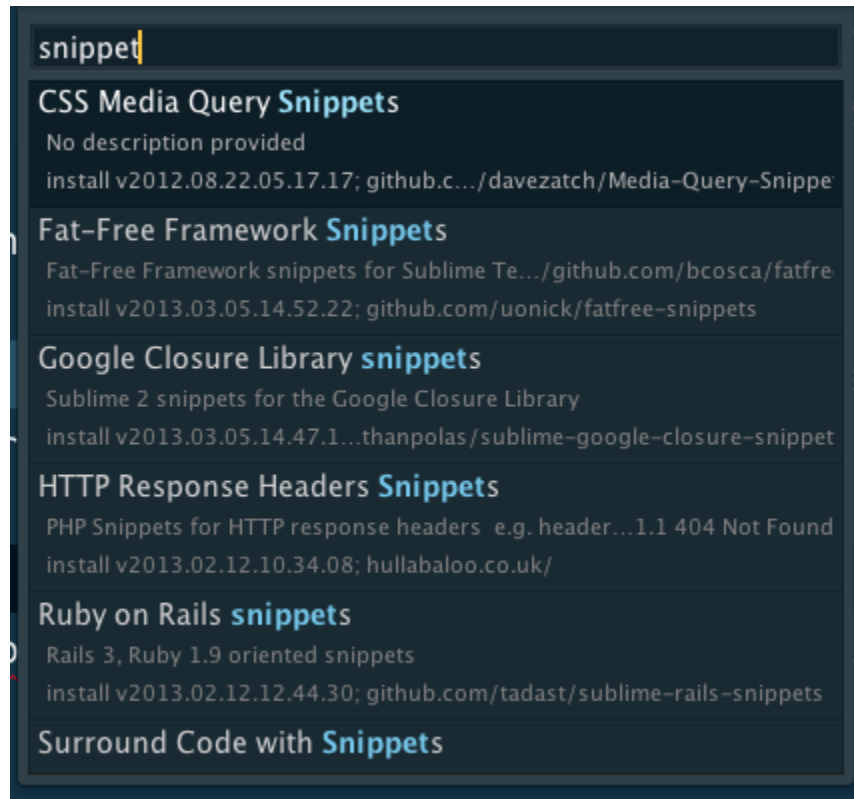 snippet
CSS Media Query Snippets
No description provided
install v2012.08.22.05.17.17; github.c.../davezatch/Media-Query-Snippe
Fat-Free Framework Snippets
Fat-Free Framework snippets for Sublime Te.../github.com/bcosca/fatfre
install v2013.03.05.14.52.22; github.com/uonick/fatfree-snippets
Google Closure Library snippets
Sublime 2 snippets for the Google Closure Library
install v2013.03.05.14.47.1...thanpolas/sublime-google-closure-snippet
HTTP Response Headers Snippets
PHP Snippets for HTTP response headers  e.g. header...1.1 404 Not Found
install v2013.02.12.10.34.08; hullabaloo.co.uk/
Ruby on Rails snippets
Rails 3, Ruby 1.9 oriented snippets
install v2013.02.12.12.44.30; github.com/tadast/sublime-rails-snippets
Surround Code with Snippets